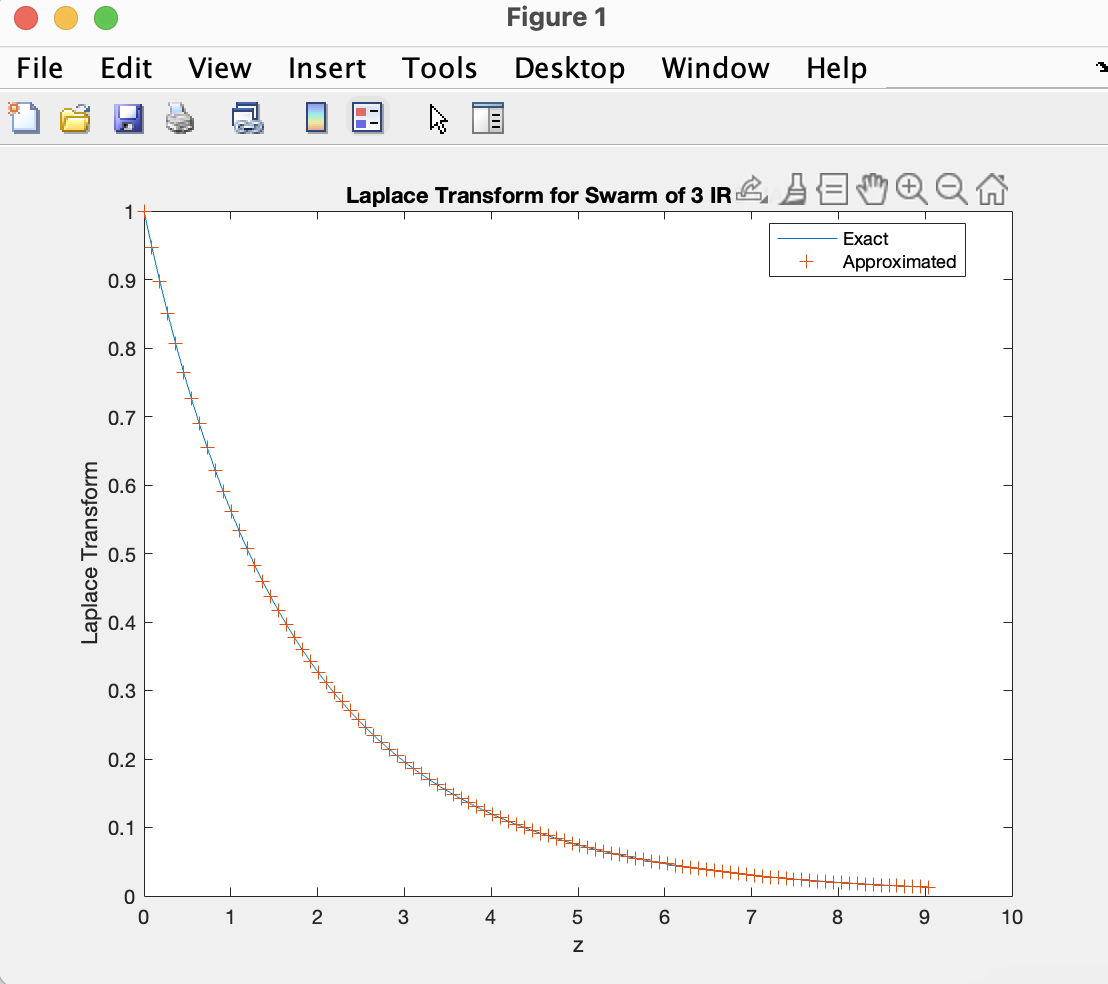 Figure 1
File Edit View Insert Tools Desktop Window Help
Laplace Transform for Swarm of 3 IR
Exact
Approximated
1
0.9
0.8
0.7
0.6
0.5
0.4
0.3
0.2
0.1
0
Laplace Transform
0 1 2 3 4 5 6 7 8 9 10
z